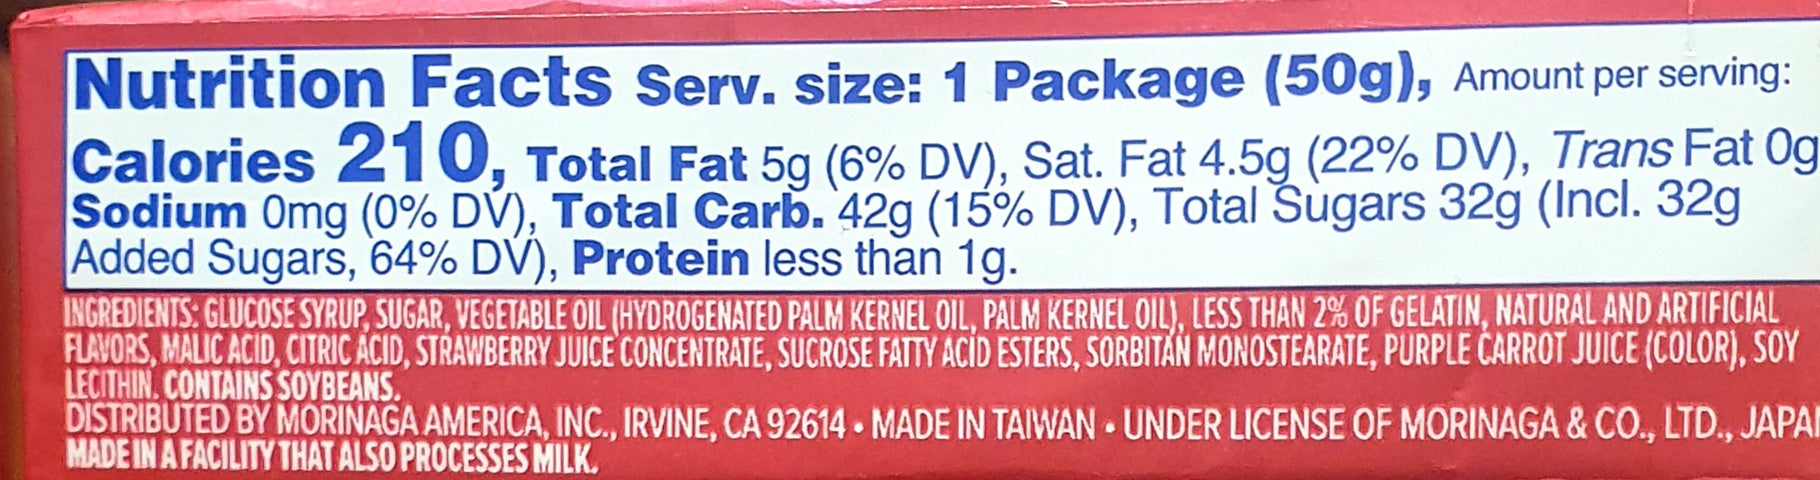 Nutrition Facts Serv. size: 1 Package (50g), Amount per serving:
Calories 210, Total Fat 5g (6% DV), Sat. Fat 4.5g (22% DV), Trans Fat 0g
Sodium 0mg (0% DV), Total Carb. 42g (15% DV), Total Sugars 32g (Incl. 32g
Added Sugars, 64% DV), Protein less than 1g.
INGREDIENTS: GLUCOSE SYRUP, SUGAR, VEGETABLE OIL (HYDROGENATED PALM KERNEL OIL, PALM KERNEL OIL), LESS THAN 2% OF GELATIN, NATURAL AND ARTIFICIAL
FLAVORS, MALIC ACID, CITRIC ACID, STRAWBERRY JUICE CONCENTRATE, SUCROSE FATTY ACID ESTERS, SORBITAN MONOSTEARATE, PURPLE CARROT JUICE (COLOR), SOY
LECITHIN. CONTAINS SOYBEANS.
DISTRIBUTED BY MORINAGA AMERICA, INC., IRVINE, CA 92614 • MADE IN TAIWAN • UNDER LICENSE OF MORINAGA & CO., LTD., JAPA
MADE IN A FACILITY THAT ALSO PROCESSES MILK.